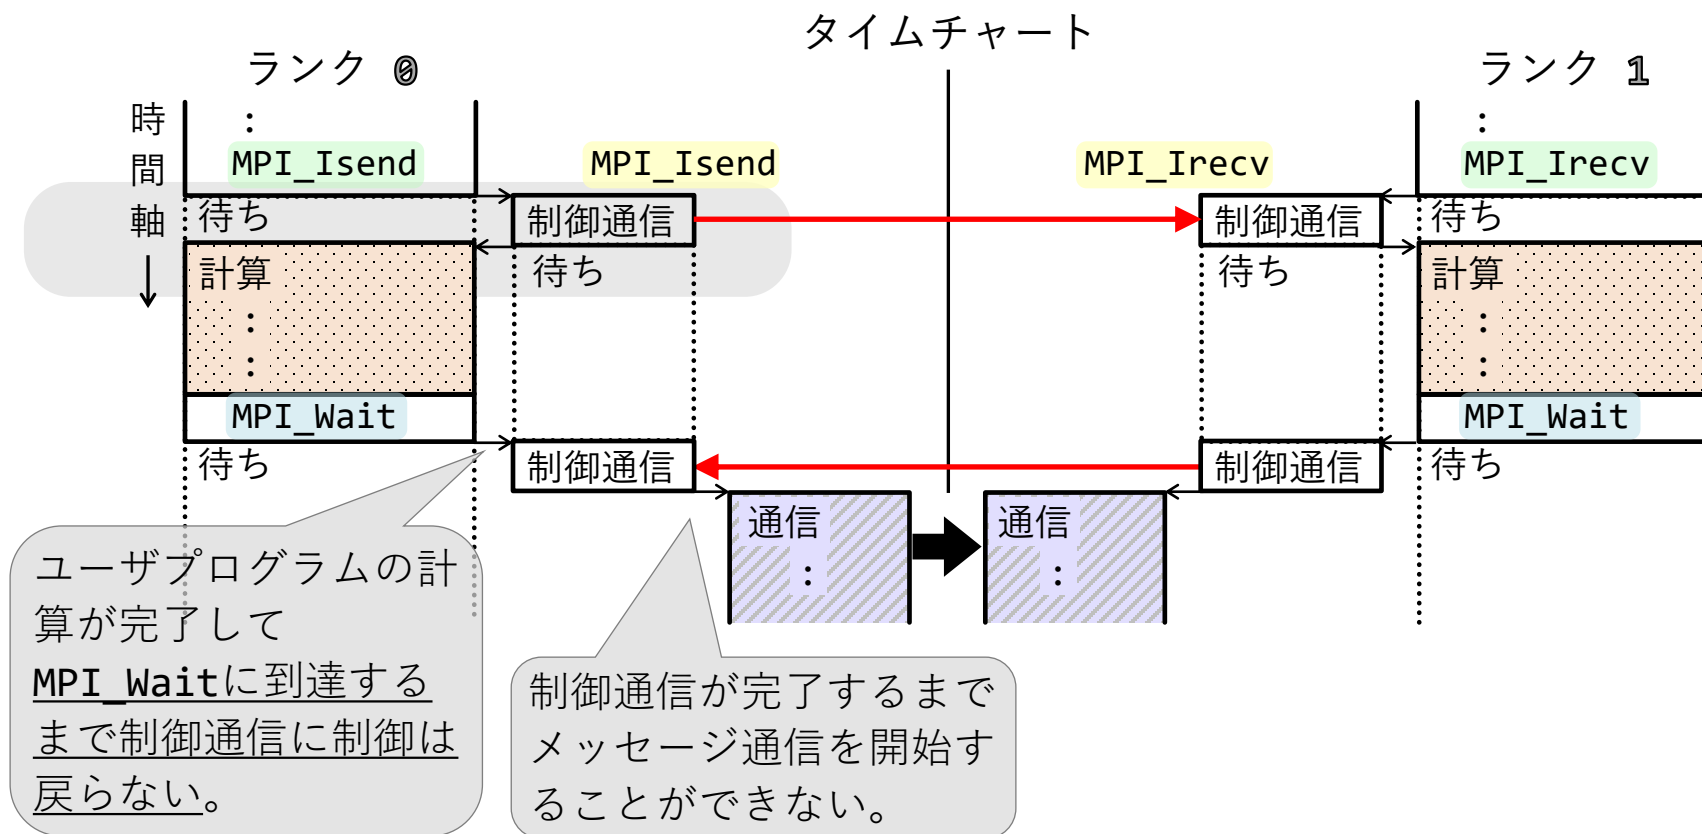 タイムチャート
ランク 0
ランク 1
時間軸
:
MPI_Isend
MPI_Isend
MPI_Irecv
:
MPI_Irecv
待ち
制御通信
制御通信
待ち
計算
:
:
待ち
待ち
計算
:
:
MPI_Wait
MPI_Wait
待ち
制御通信
制御通信
待ち
通信
:
通信
:
ユーザプログラムの計
算が完了して
MPI_Waitに到達する
まで制御通信に制御は
戻らない。
制御通信が完了するまで
メッセージ通信を開始す
ることができない。